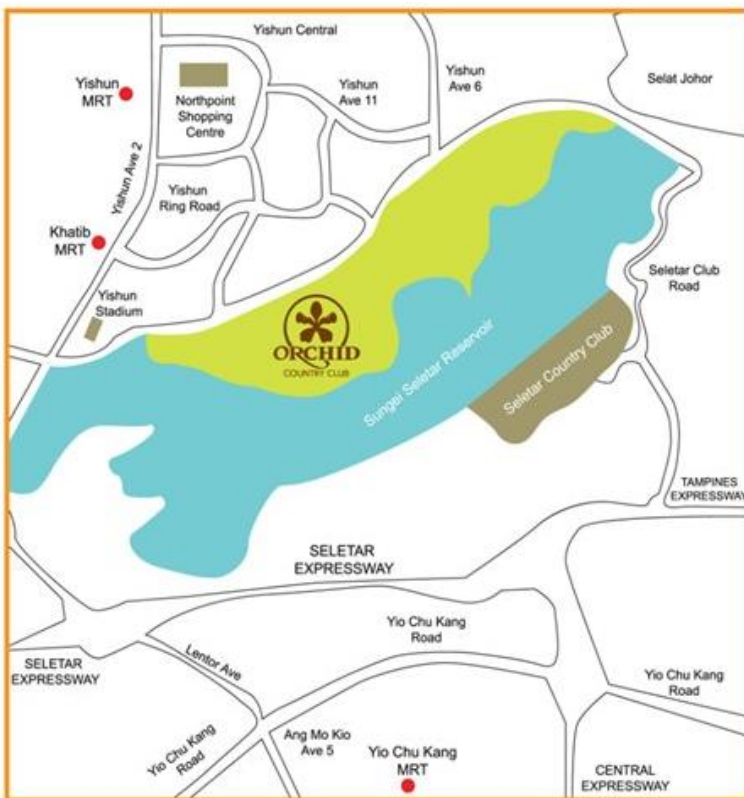 Yishun Central
Yishun
MRT
Northpoint
Shopping
Centre
Yishun
Ave 11
Yishun
Ave 6
Selat Johor
Yishun Ave 2
Yishun
Ring Road
Khatib
MRT
Yishun
Stadium
Seletar Club
Road
ORCHID
COUNTRY CLUB
Sungei Seletar Reservoir
Seletar Country Club
TAMPINES
EXPRESSWAY
SELETAR
EXPRESSWAY
Yio Chu Kang
Road
Lentor Ave
SELETAR
EXPRESSWAY
Yio Chu Kang
Road
Yio Chu Kang
Road
Ang Mo Kio
Ave 5
Yio Chu Kang
MRT
CENTRAL
EXPRESSWAY